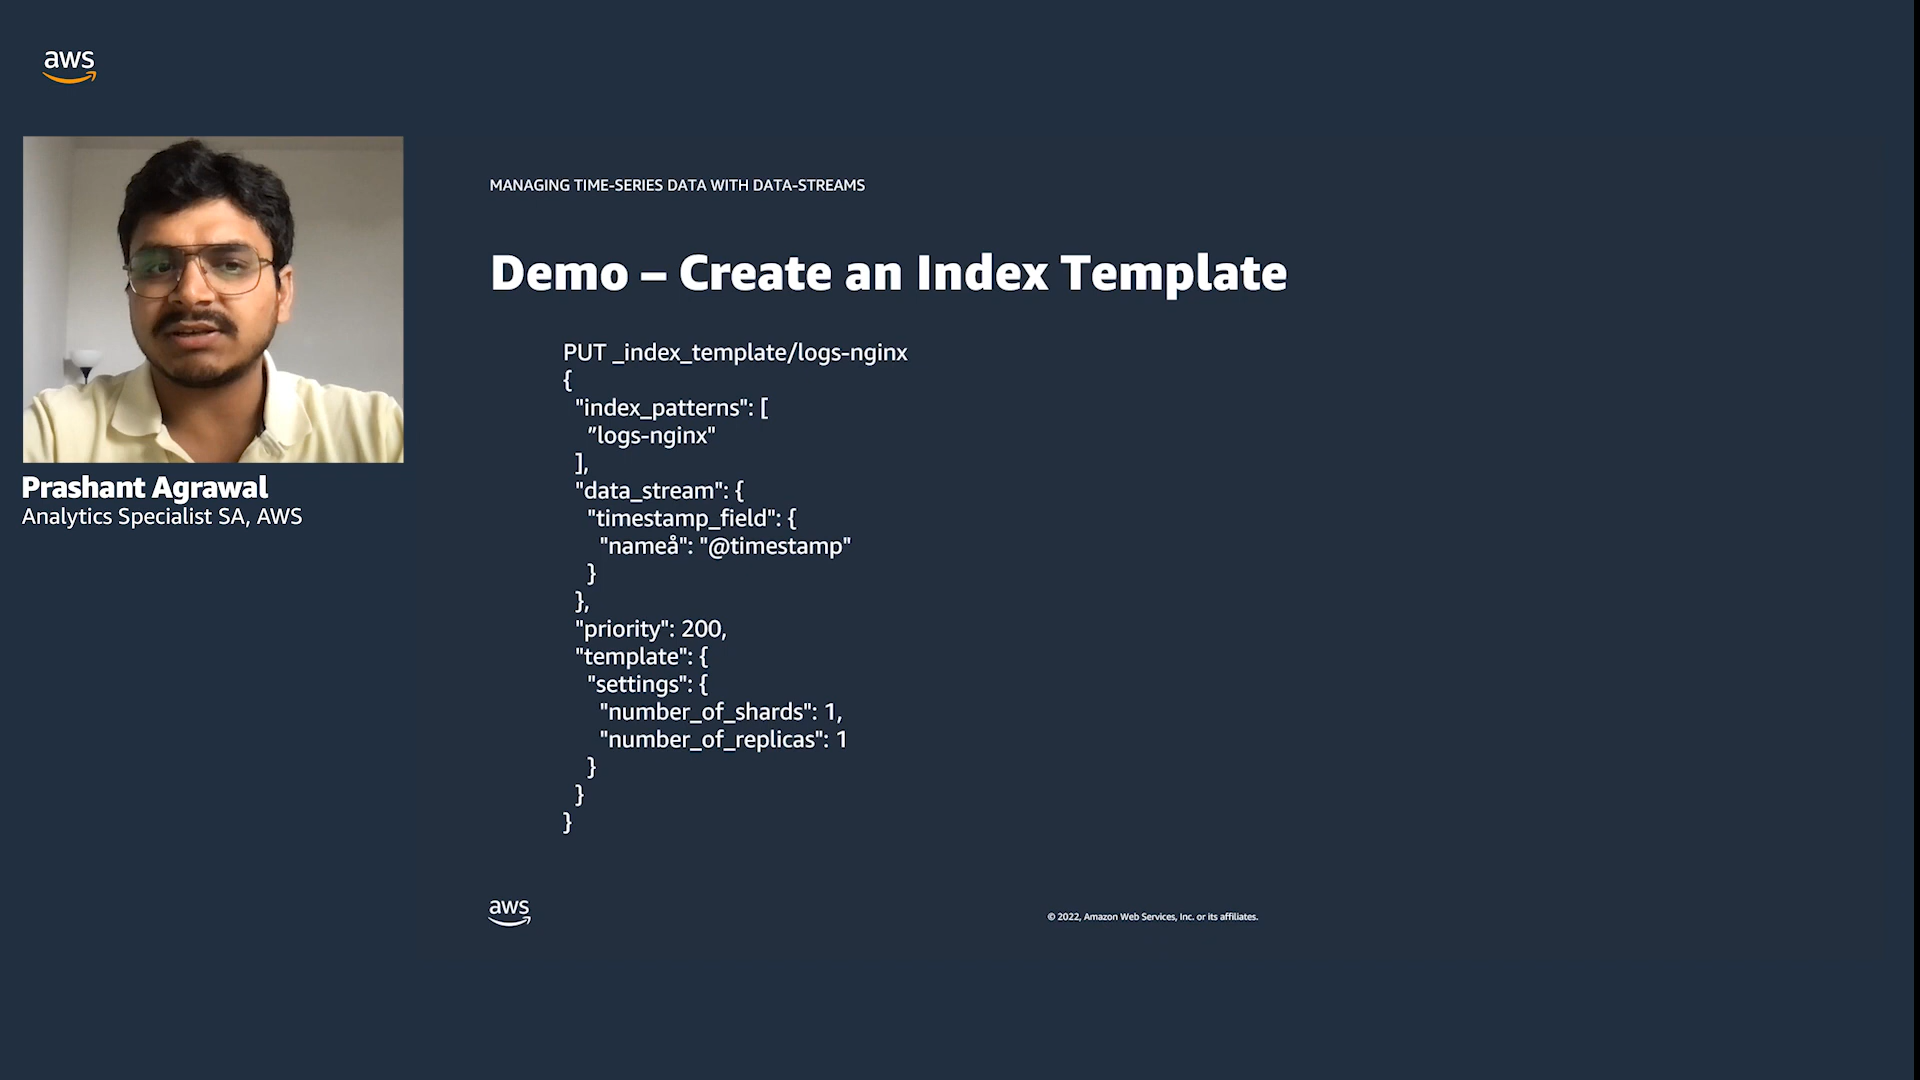 aws
Prashant Agrawal
Analytics Specialist SA, AWS
MANAGING TIME-SERIES DATA WITH DATA-STREAMS
Demo – Create an Index Template
PUT _index_template/logs-nginx
{
"index_patterns": [
”logs-nginx"
],
"data_stream": {
"timestamp_field": {
"nameå": "@timestamp"
}
},
"priority": 200,
"template": {
"settings": {
"number_of_shards": 1,
"number_of_replicas": 1
}
}
}
aws
© 2022, Amazon Web Services, Inc. or its affiliates.